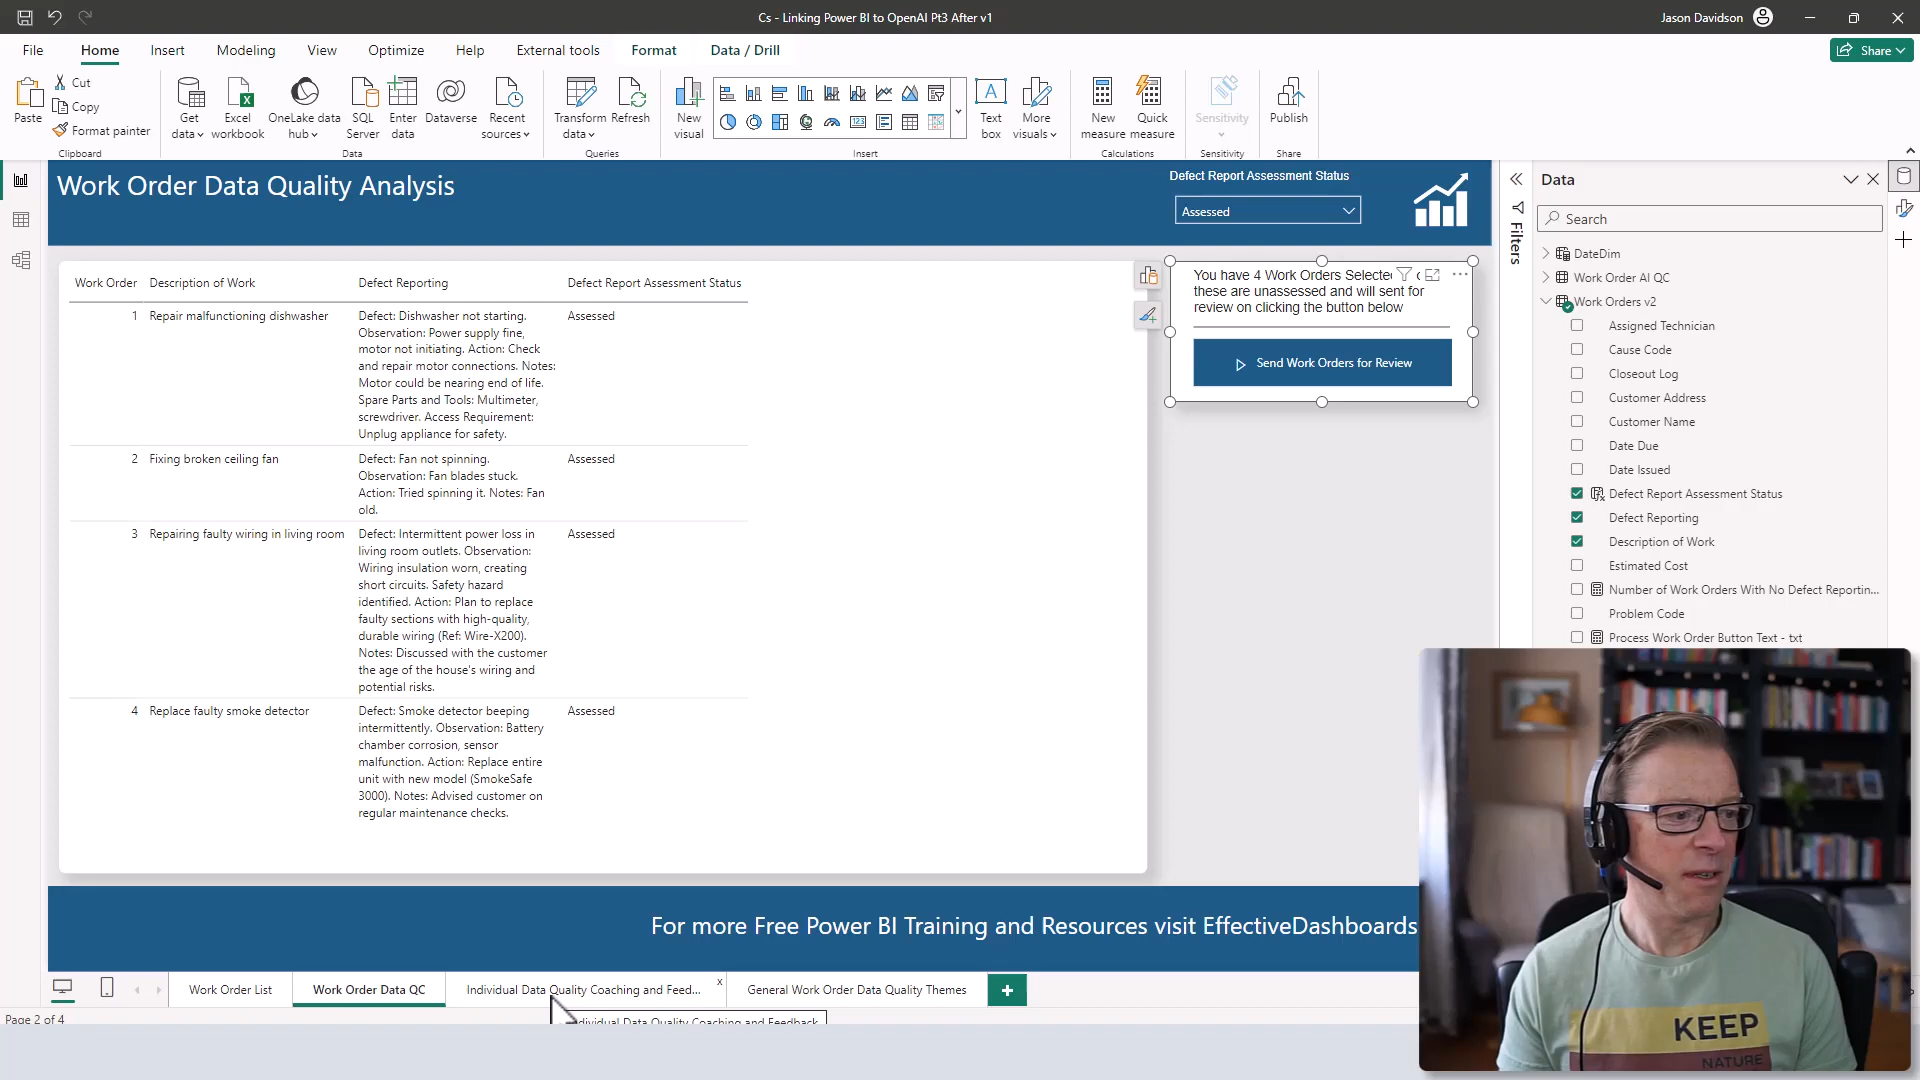 Cs - Linking Power BI to OpenAI Pt3 After v1
Jason Davidson
File
Home
Insert
Modeling
View
Optimize
Help
External tools
Format
Data / Drill
Share
Paste
Cut
Copy
Format painter
Clipboard
Get data
Excel workbook
OneLake data hub
SQL Server
Enter data
Dataverse
Recent sources
Data
Transform data
Refresh
Queries
New visual
Text box
More visuals
Insert
New measure
Quick measure
Calculations
Sensitivity
Sensitivity
Publish
Share
Work Order Data Quality Analysis
Defect Report Assessment Status
Assessed
Work Order
Description of Work
Defect Reporting
Defect Report Assessment Status
1
Repair malfunctioning dishwasher
Defect: Dishwasher not starting.
Observation: Power supply fine,
motor not initiating. Action: Check
and repair motor connections. Notes:
Motor could be nearing end of life.
Spare Parts and Tools: Multimeter,
screwdriver. Access Requirement:
Unplug appliance for safety.
Assessed
2
Fixing broken ceiling fan
Defect: Fan not spinning.
Observation: Fan blades stuck.
Action: Tried spinning it. Notes: Fan
old.
Assessed
3
Repairing faulty wiring in living room
Defect: Intermittent power loss in
living room outlets. Observation:
Wiring insulation worn, creating
short circuits. Safety hazard
identified. Action: Plan to replace
faulty sections with high-quality,
durable wiring (Ref: Wire-X200).
Notes: Discussed with the customer
the age of the house's wiring and
potential risks.
Assessed
4
Replace faulty smoke detector
Defect: Smoke detector beeping
intermittently. Observation: Battery
chamber corrosion, sensor
malfunction. Action: Replace entire
unit with new model (SmokeSafe
3000). Notes: Advised customer on
regular maintenance checks.
Assessed
You have 4 Work Orders
these are unassessed and will sent for
review on clicking the button below
Send Work Orders for Review
Filters
Data
Search
DateDim
Work Order AI QC
Work Orders v2
Assigned Technician
Cause Code
Closeout Log
Customer Address
Customer Name
Date Due
Date Issued
Defect Report Assessment Status
Defect Reporting
Description of Work
Estimated Cost
Number of Work Orders With No Defect Reportin...
Problem Code
Process Work Order Button Text - txt
For more Free Power BI Training and Resources visit EffectiveDashboards
Work Order List
Work Order Data QC
Individual Data Quality Coaching and Feed...
x
General Work Order Data Quality Themes
+
Page 2 of 4
Data Quality Coaching and Feedback
KEEP
NATURE